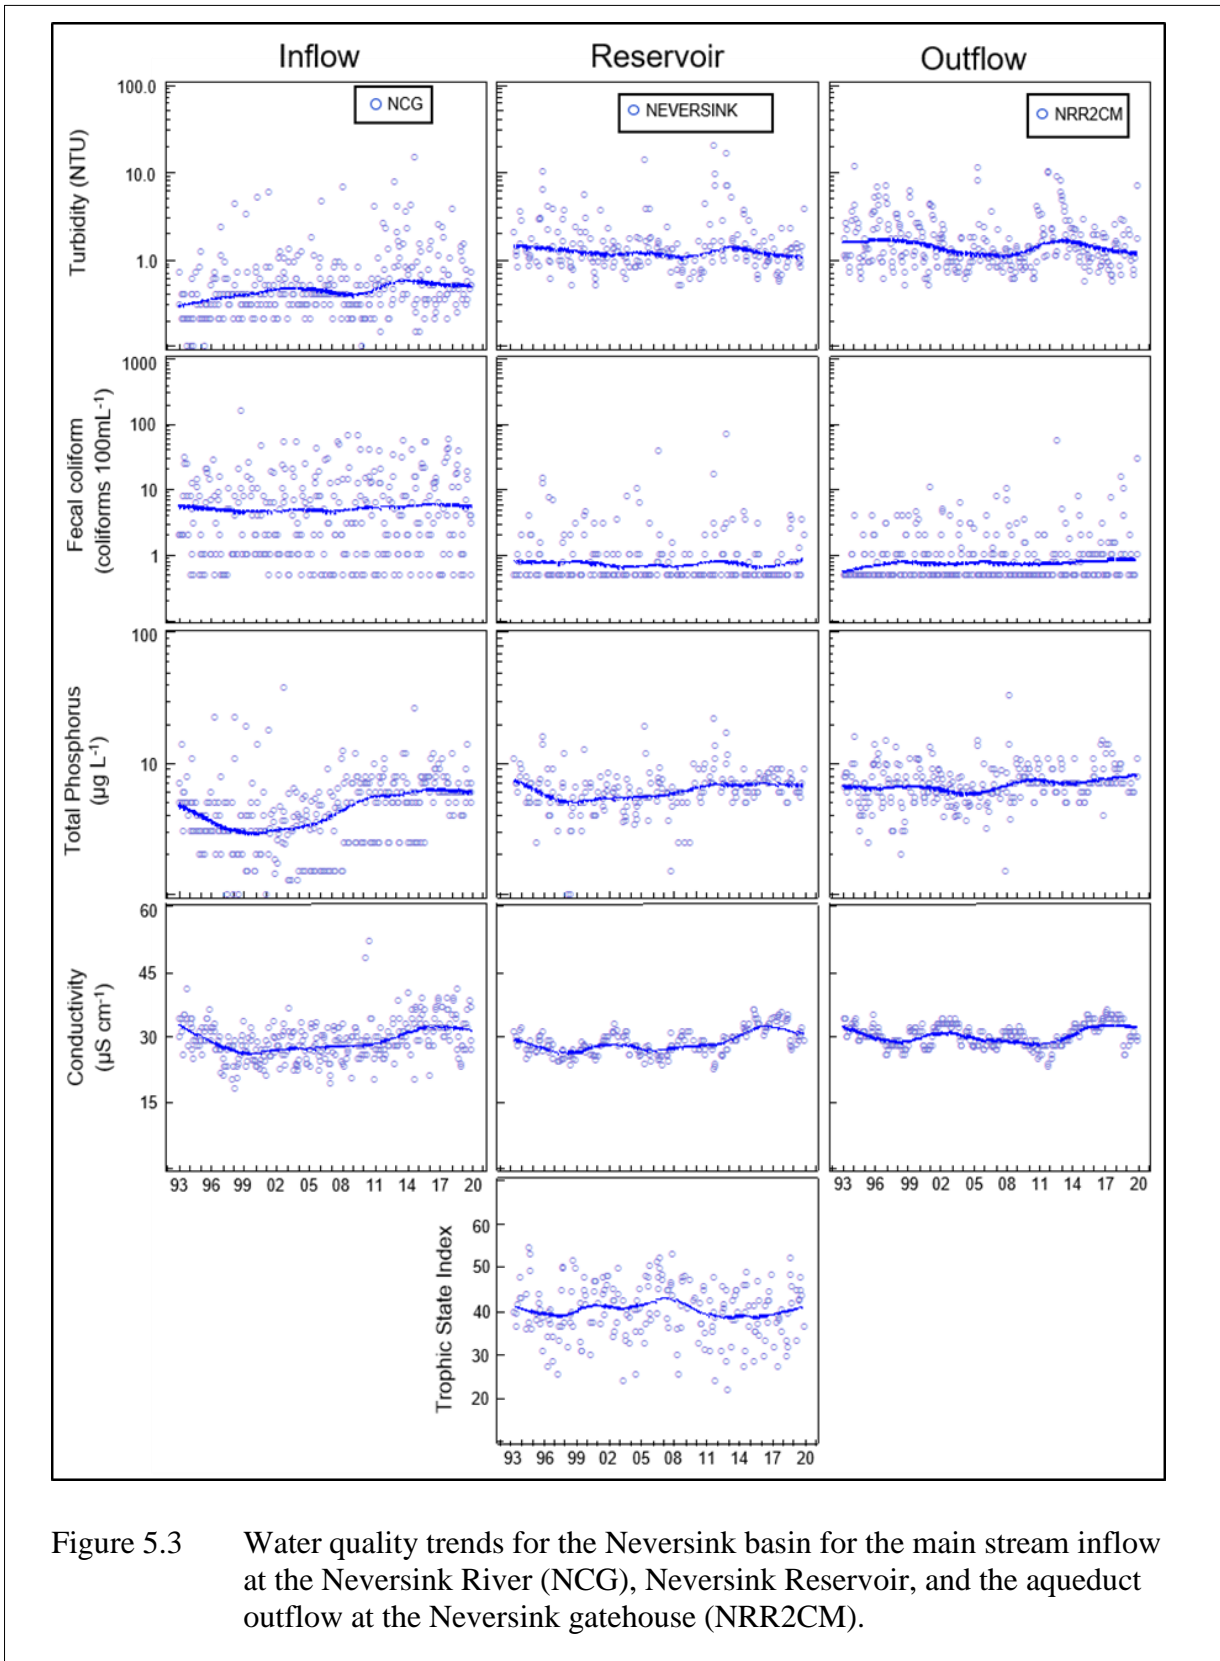 Inflow
Reservoir
Outflow
NCG
NEVERSINK
NRR2CM
Turbidity (NTU)
100.0
10.0
1.0
Fecal coliform
(coliforms 100mL-1)
1000
100
10
1
Total Phosphorus
(µg L-1)
100
10
Conductivity
(µS cm-1)
60
45
30
15
93 96 99 02 05 08 11 14 17 20
93 96 99 02 05 08 11 14 17 20
Trophic State Index
60
50
40
30
20
93 96 99 02 05 08 11 14 17 20
Figure 5.3 Water quality trends for the Neversink basin for the main stream inflow
at the Neversink River (NCG), Neversink Reservoir, and the aqueduct
outflow at the Neversink gatehouse (NRR2CM).